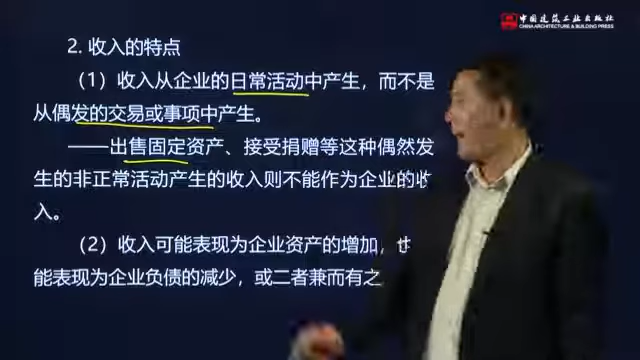 中国建筑工业出版社
CHINA ARCHITECTURE & BUILDING PRESS
2. 收入的特点
（1）收入从企业的日常活动中产生，而不是
从偶发的交易或事项中产生。
——出售固定资产、接受捐赠等这种偶然发
生的非正常活动产生的收入则不能作为企业的收
入。
（2）收入可能表现为企业资产的增加，
能表现为企业负债的减少，或二者兼而有之